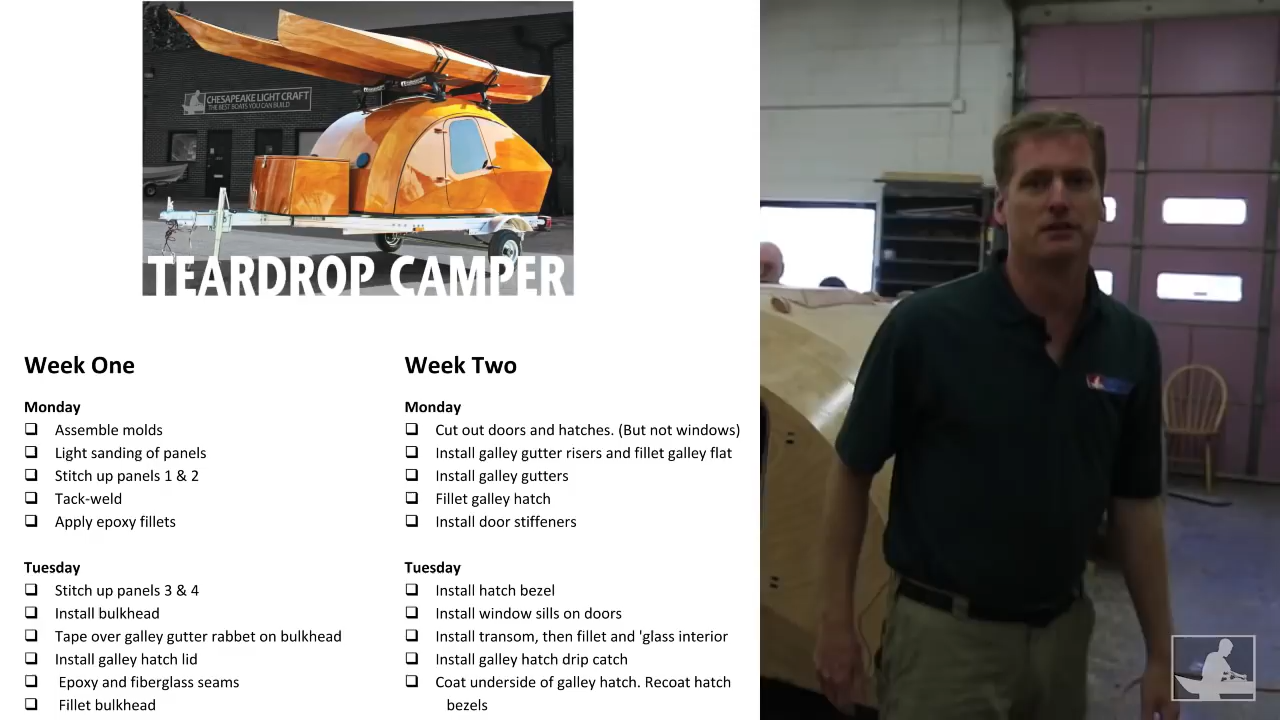 CHESAPEAKE LIGHT CRAFT
THE BEST BOATS YOU CAN BUILD
TEARDROP CAMPER
Week One
Monday
Assemble molds
Light sanding of panels
Stitch up panels 1 & 2
Tack-weld
Apply epoxy fillets
Tuesday
Stitch up panels 3 & 4
Install bulkhead
Tape over galley gutter rabbet on bulkhead
Install galley hatch lid
Epoxy and fiberglass seams
Fillet bulkhead
Week Two
Monday
Cut out doors and hatches. (But not windows)
Install galley gutter risers and fillet galley flat
Install galley gutters
Fillet galley hatch
Install door stiffeners
Tuesday
Install hatch bezel
Install window sills on doors
Install transom, then fillet and 'glass interior
Install galley hatch drip catch
Coat underside of galley hatch. Recoat hatch
bezels